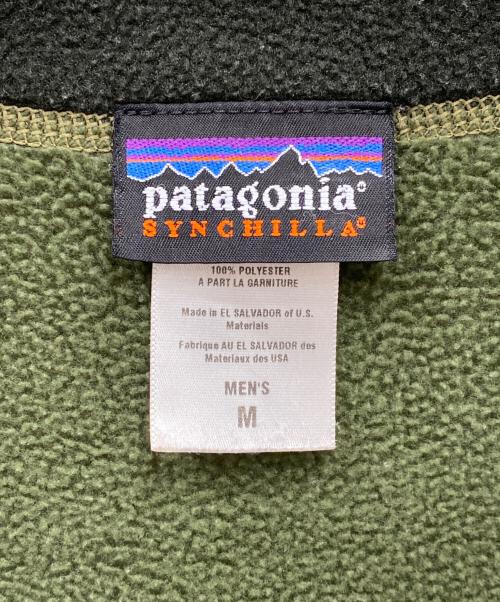 patagonia®
SYNCHILLA®
100% POLYESTER
A PART LA GARNITURE
Made in EL SALVADOR of U.S.
Materials
Fabrique AU EL SALVADOR des
Materiaux des USA
MEN'S
M